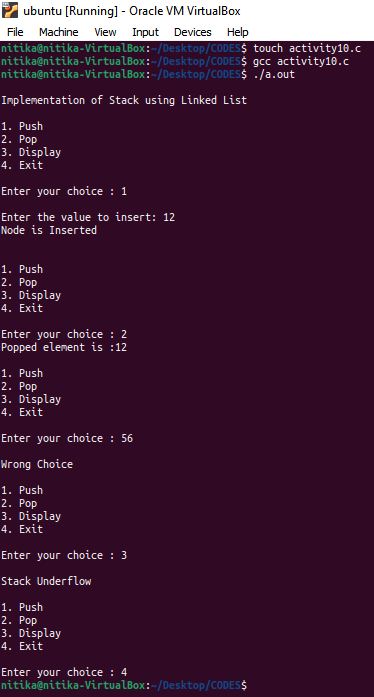 ubuntu [Running] - Oracle VM VirtualBox
File Machine View Input Devices Help
nitika@nitika-VirtualBox:~/Desktop/CODES$ touch activity10.c
nitika@nitika-VirtualBox:~/Desktop/CODES$ gcc activity10.c
nitika@nitika-VirtualBox:~/Desktop/CODES$ ./a.out
Implementation of Stack using Linked List
1. Push
2. Pop
3. Display
4. Exit
Enter your choice : 1
Enter the value to insert: 12
Node is Inserted
1. Push
2. Pop
3. Display
4. Exit
Enter your choice : 2
Popped element is :12
1. Push
2. Pop
3. Display
4. Exit
Enter your choice : 56
Wrong Choice
1. Push
2. Pop
3. Display
4. Exit
Enter your choice : 3
Stack Underflow
1. Push
2. Pop
3. Display
4. Exit
Enter your choice : 4
nitika@nitika-VirtualBox:~/Desktop/CODES$